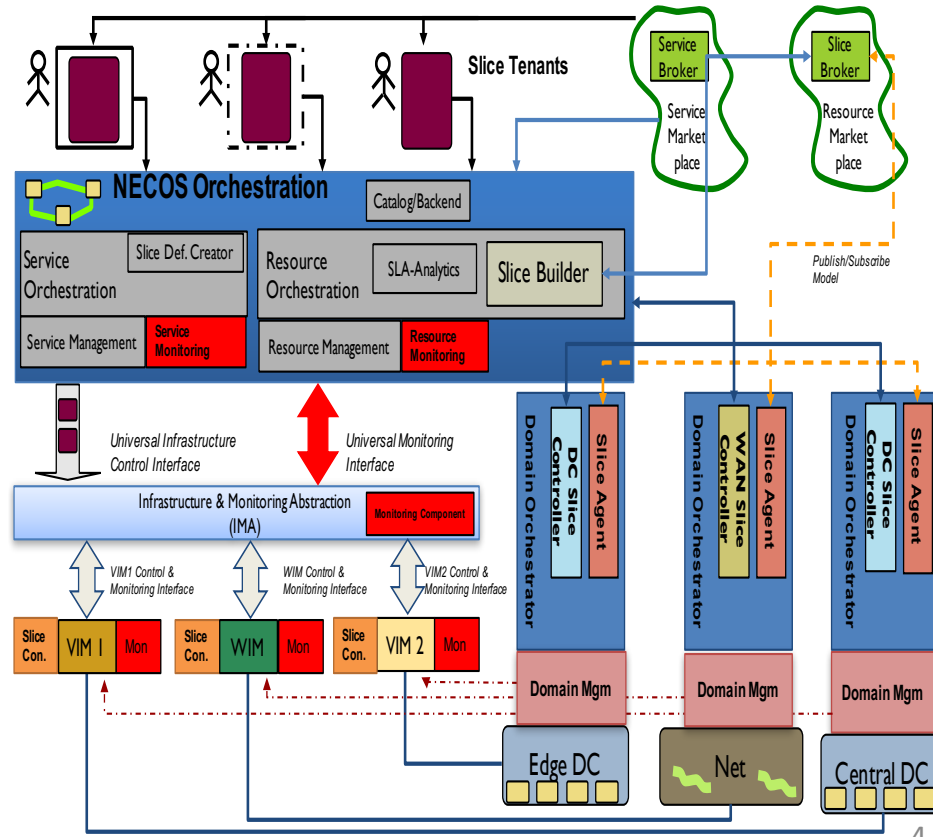 Slice Tenants
Service
Broker
Service
Market
place
Slice
Broker
Resource
Market
place
NECOS Orchestration
Catalog/Backend
Service
Orchestration
Slice Def. Creator
Resource
Orchestration
SLA-Analytics
Slice Builder
Service Management
Service
Monitoring
Resource Management
Resource
Monitoring
Publish/Subscribe
Model
Universal Infrastructure
Control Interface
Universal Monitoring
Interface
Infrastructure & Monitoring Abstraction
(IMA)
Monitoring Component
VIM1 Control &
Monitoring Interface
WIM Control &
Monitoring Interface
VIM2 Control &
Monitoring Interface
Slice
Con.
VIM 1
Mon
Slice
Con.
WIM
Mon
Slice
Con.
VIM 2
Mon
Domain Orchestrator
DC Slice
Controller
Slice Agent
Domain Orchestrator
WAN Slice
Controller
Slice Agent
Domain Orchestrator
DC Slice
Controller
Slice Agent
Domain Mgm
Domain Mgm
Domain Mgm
Edge DC
Net
Central DC
4